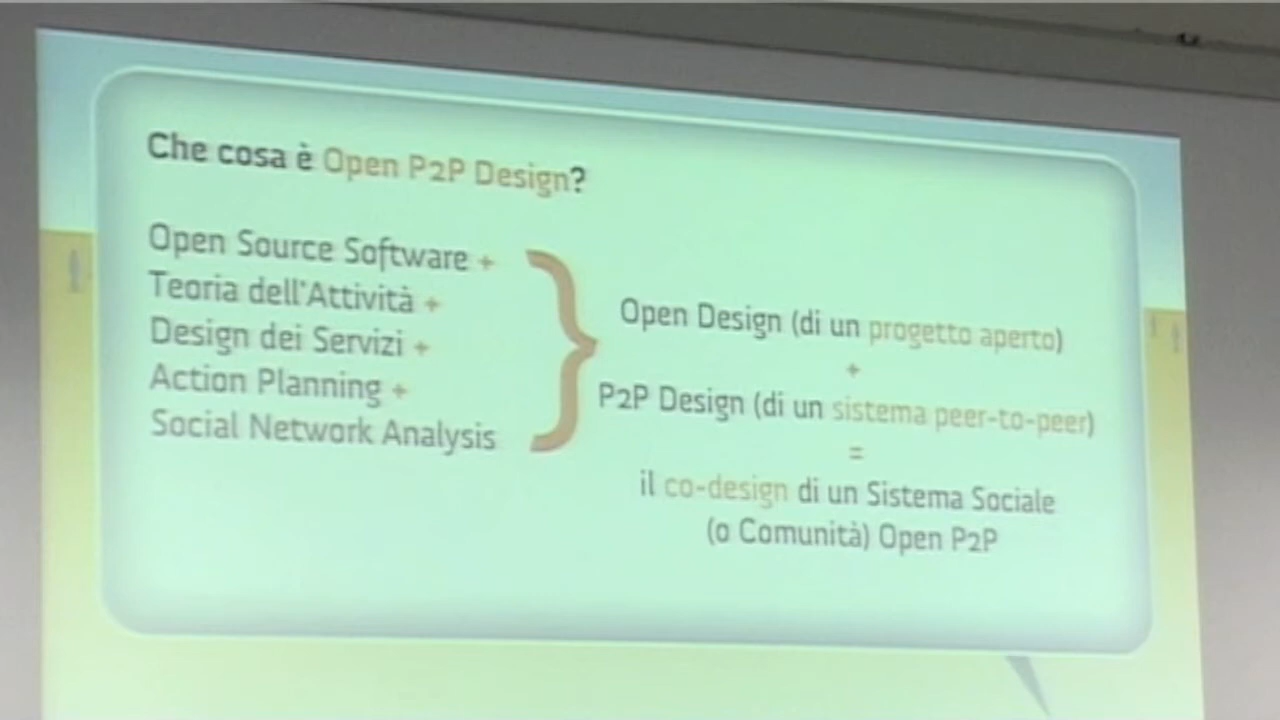 Che cosa è Open P2P Design?
Open Source Software +
Teoria dell'Attività +
Design dei Servizi +
Action Planning +
Social Network Analysis
}
Open Design (di un progetto aperto)
+
P2P Design (di un sistema peer-to-peer)
=
il co-design di un Sistema Sociale
(o Comunità) Open P2P